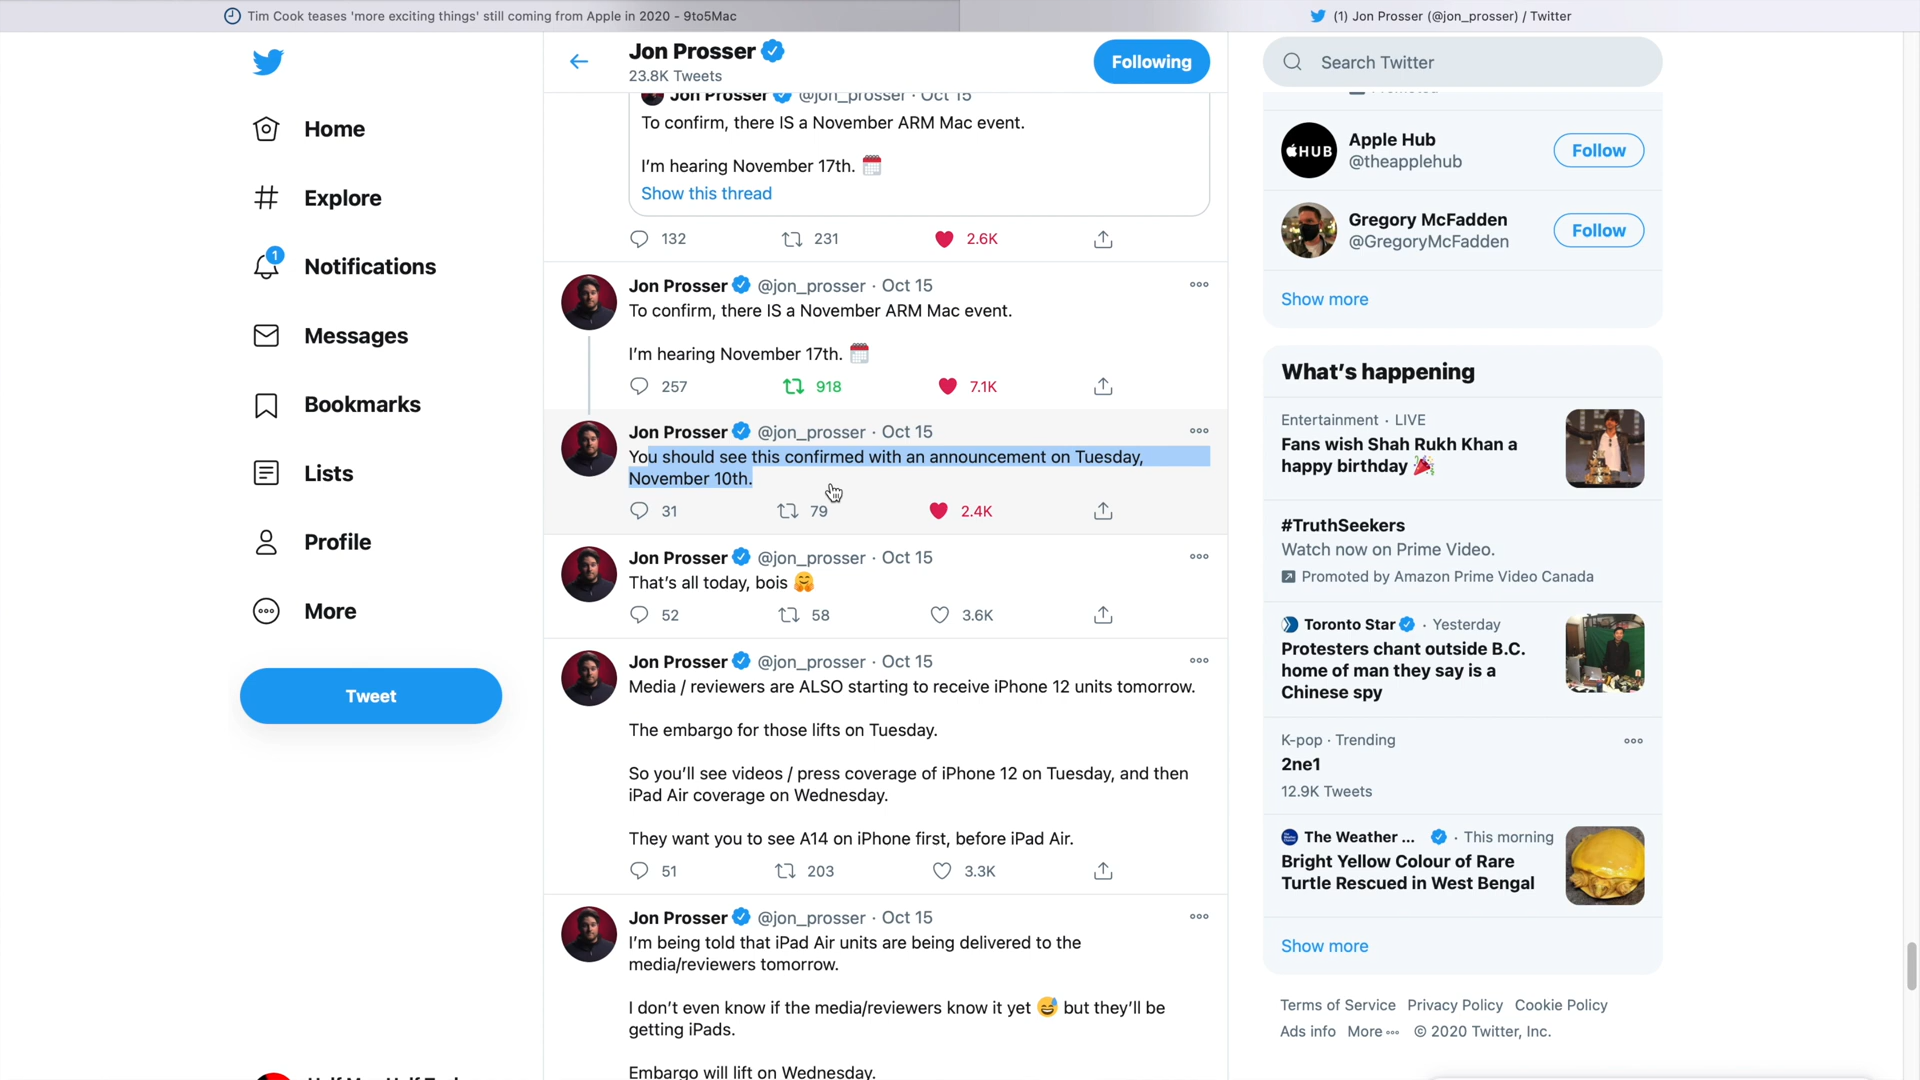 Tim Cook teases 'more exciting things' still coming from Apple in 2020 - 9to5Mac
(1) Jon Prosser (@jon_prosser) / Twitter
Home
Explore
1
Notifications
Messages
Bookmarks
Lists
Profile
More
Tweet
Jon Prosser
23.8K Tweets
Following
Jon Prosser @jon_prosser · Oct 15
To confirm, there IS a November ARM Mac event.
I'm hearing November 17th. 🗓
Show this thread
132 231 2.6K
Jon Prosser @jon_prosser · Oct 15
To confirm, there IS a November ARM Mac event.
I'm hearing November 17th. 🗓
257 918 7.1K
Jon Prosser @jon_prosser · Oct 15
You should see this confirmed with an announcement on Tuesday,
November 10th.
31 79 2.4K
Jon Prosser @jon_prosser · Oct 15
That's all today, bois 🤗
52 58 3.6K
Jon Prosser @jon_prosser · Oct 15
Media / reviewers are ALSO starting to receive iPhone 12 units tomorrow.
The embargo for those lifts on Tuesday.
So you'll see videos / press coverage of iPhone 12 on Tuesday, and then
iPad Air coverage on Wednesday.
They want you to see A14 on iPhone first, before iPad Air.
51 203 3.3K
Jon Prosser @jon_prosser · Oct 15
I'm being told that iPad Air units are being delivered to the
media/reviewers tomorrow.
I don't even know if the media/reviewers know it yet 😅 but they'll be
getting iPads.
Embargo will lift on Wednesday.
Search Twitter
HUB
Apple Hub
@theapplehub
Follow
Gregory McFadden
@GregoryMcFadden
Follow
Show more
What's happening
Entertainment · LIVE
Fans wish Shah Rukh Khan a
happy birthday 🎉
#TruthSeekers
Watch now on Prime Video.
Promoted by Amazon Prime Video Canada
Toronto Star · Yesterday
Protesters chant outside B.C.
home of man they say is a
Chinese spy
K-pop · Trending
2ne1
12.9K Tweets
The Weather ... · This morning
Bright Yellow Colour of Rare
Turtle Rescued in West Bengal
Show more
Terms of Service Privacy Policy Cookie Policy
Ads info More © 2020 Twitter, Inc.